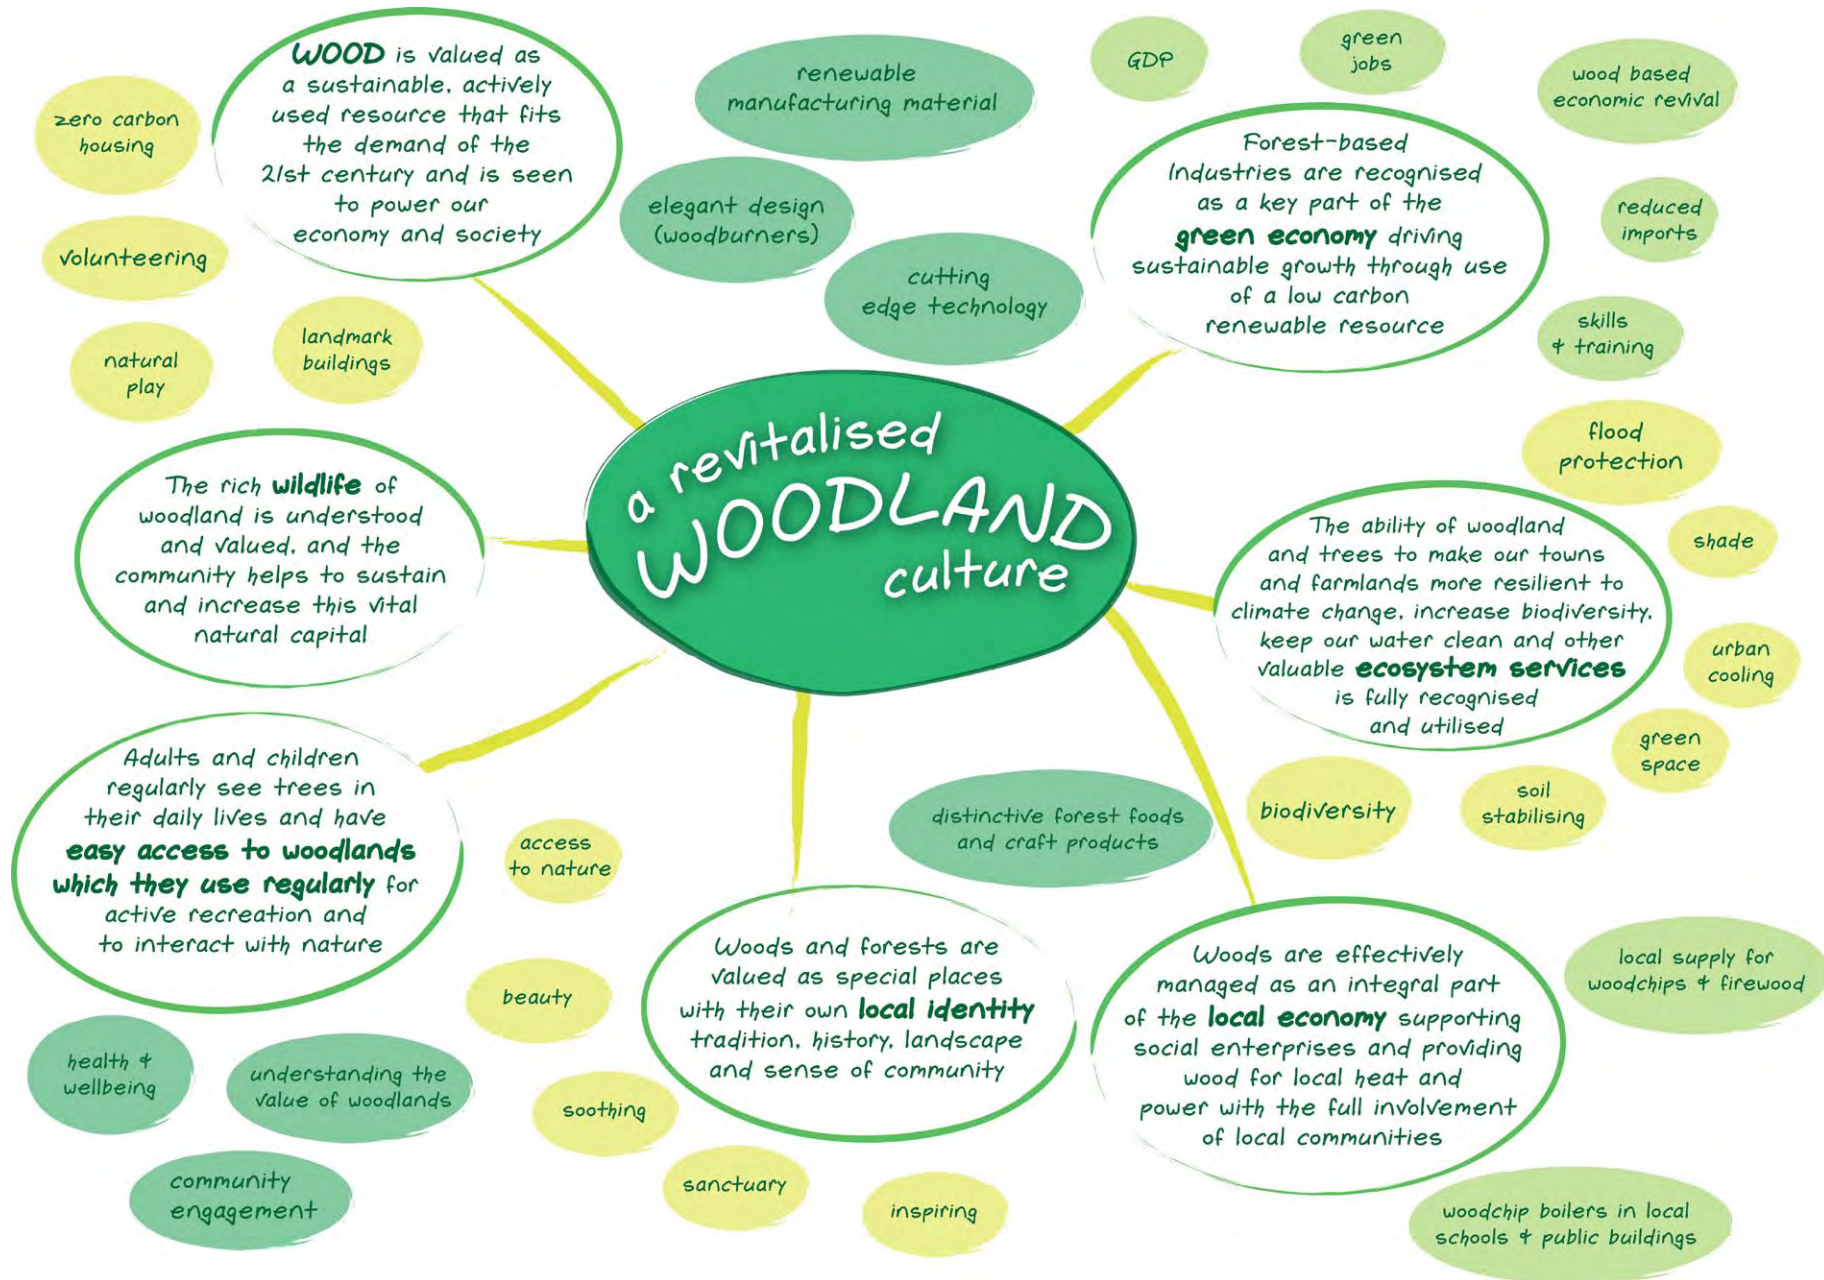 WOOD is valued as
a sustainable, actively
used resource that fits
the demand of the
21st century and is seen
to power our
economy and society
zero carbon
housing
volunteering
natural
play
landmark
buildings
renewable
manufacturing material
elegant design
(woodburners)
cutting
edge technology
GDP
green
jobs
wood based
economic revival
Forest-based
Industries are recognised
as a key part of the
green economy driving
sustainable growth through use
of a low carbon
renewable resource
reduced
imports
skills
& training
a revitalised
WOODLAND
culture
The rich wildlife of
woodland is understood
and valued, and the
community helps to sustain
and increase this vital
natural capital
flood
protection
The ability of woodland
and trees to make our towns
and farmlands more resilient to
climate change, increase biodiversity,
keep our water clean and other
valuable ecosystem services
is fully recognised
and utilised
shade
urban
cooling
green
space
soil
stabilising
biodiversity
Adults and children
regularly see trees in
their daily lives and have
easy access to woodlands
which they use regularly for
active recreation and
to interact with nature
access
to nature
distinctive forest foods
and craft products
beauty
Woods and forests are
valued as special places
with their own local identity
tradition, history, landscape
and sense of community
Woods are effectively
managed as an integral part
of the local economy supporting
social enterprises and providing
wood for local heat and
power with the full involvement
of local communities
local supply for
woodchips & firewood
health &
wellbeing
understanding the
value of woodlands
community
engagement
soothing
sanctuary
inspiring
woodchip boilers in local
schools & public buildings